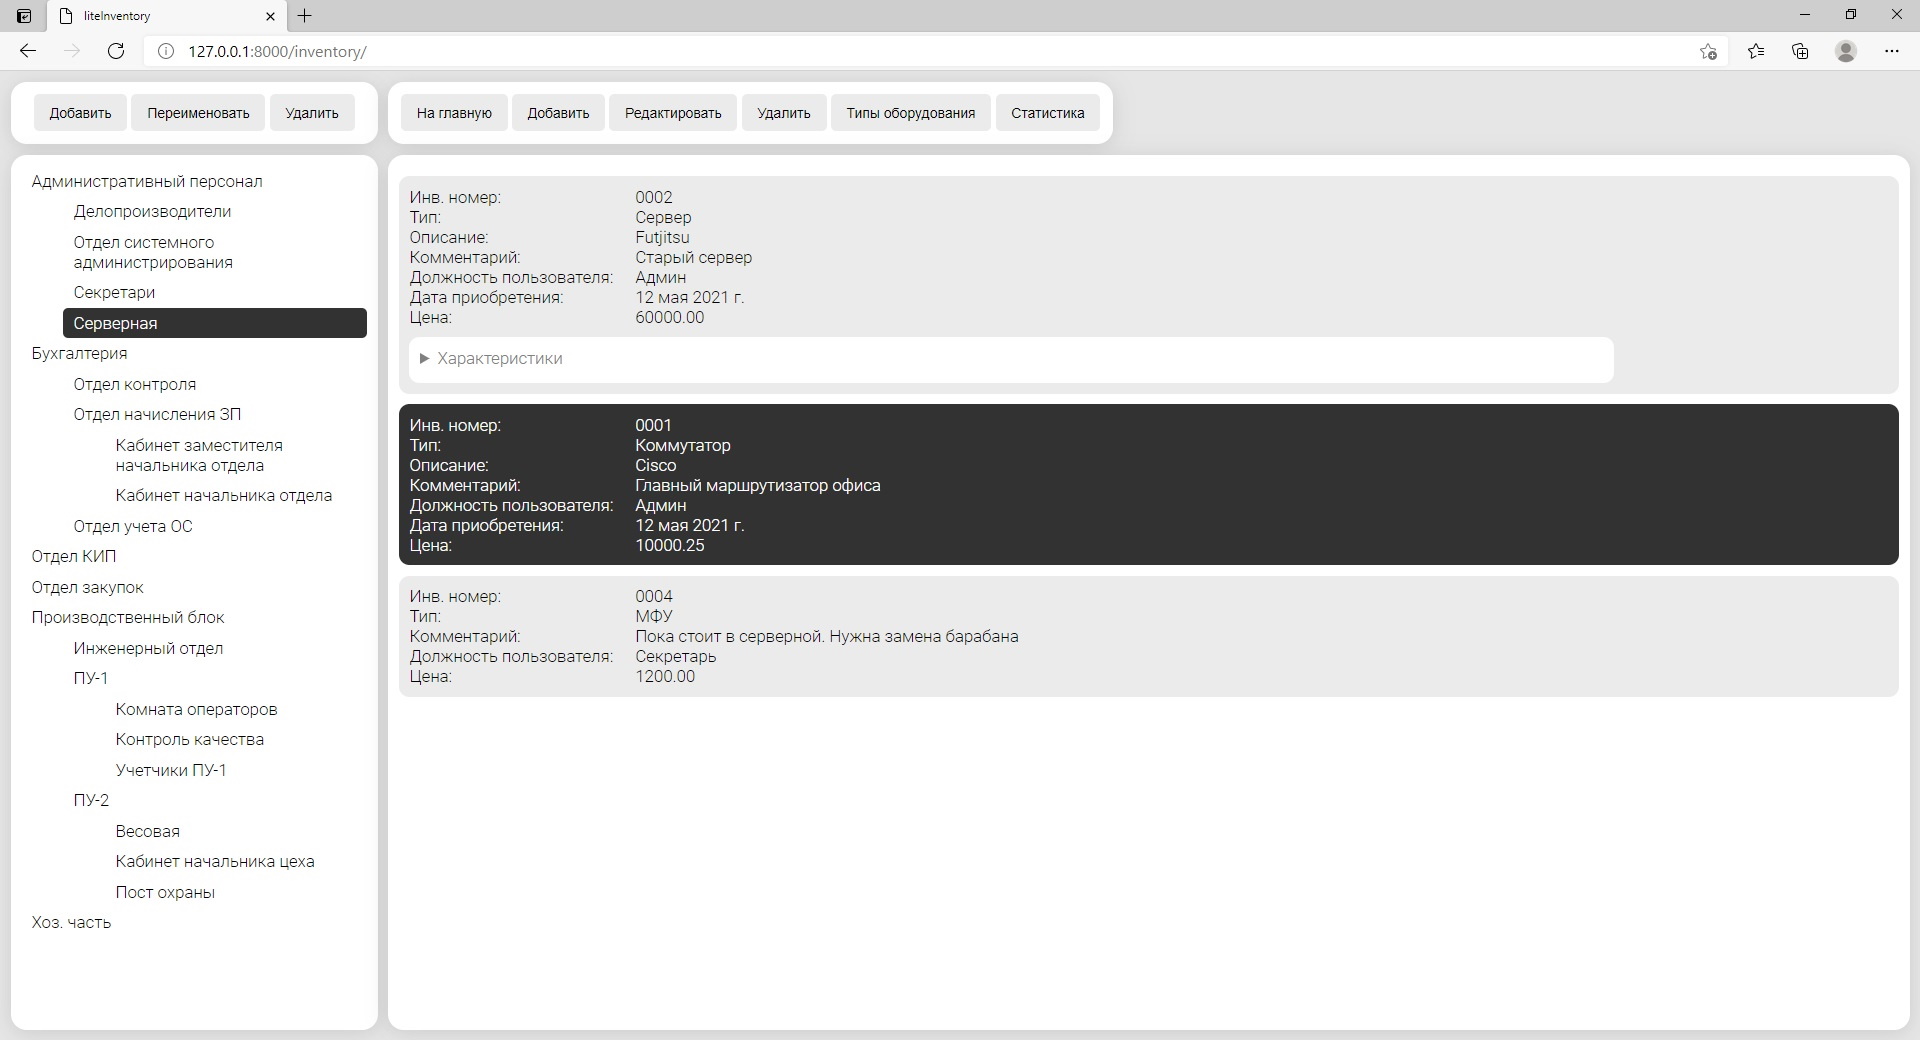 liteInventory
127.0.0.1:8000/inventory/
Добавить
Переименовать
Удалить
На главную
Добавить
Редактировать
Удалить
Типы оборудования
Статистика
Административный персонал
Делопроизводители
Отдел системного
администрирования
Секретари
Серверная
Бухгалтерия
Отдел контроля
Отдел начисления ЗП
Кабинет заместителя
начальника отдела
Кабинет начальника отдела
Отдел учета ОС
Отдел КИП
Отдел закупок
Производственный блок
Инженерный отдел
ПУ-1
Комната операторов
Контроль качества
Учетчики ПУ-1
ПУ-2
Весовая
Кабинет начальника цеха
Пост охраны
Хоз. часть
Инв. номер: 0002
Тип: Сервер
Описание: Futjitsu
Комментарий: Старый сервер
Должность пользователя: Админ
Дата приобретения: 12 мая 2021 г.
Цена: 60000.00
Характеристики
Инв. номер: 0001
Тип: Коммутатор
Описание: Cisco
Комментарий: Главный маршрутизатор офиса
Должность пользователя: Админ
Дата приобретения: 12 мая 2021 г.
Цена: 10000.25
Инв. номер: 0004
Тип: МФУ
Комментарий: Пока стоит в серверной. Нужна замена барабана
Должность пользователя: Секретарь
Цена: 1200.00